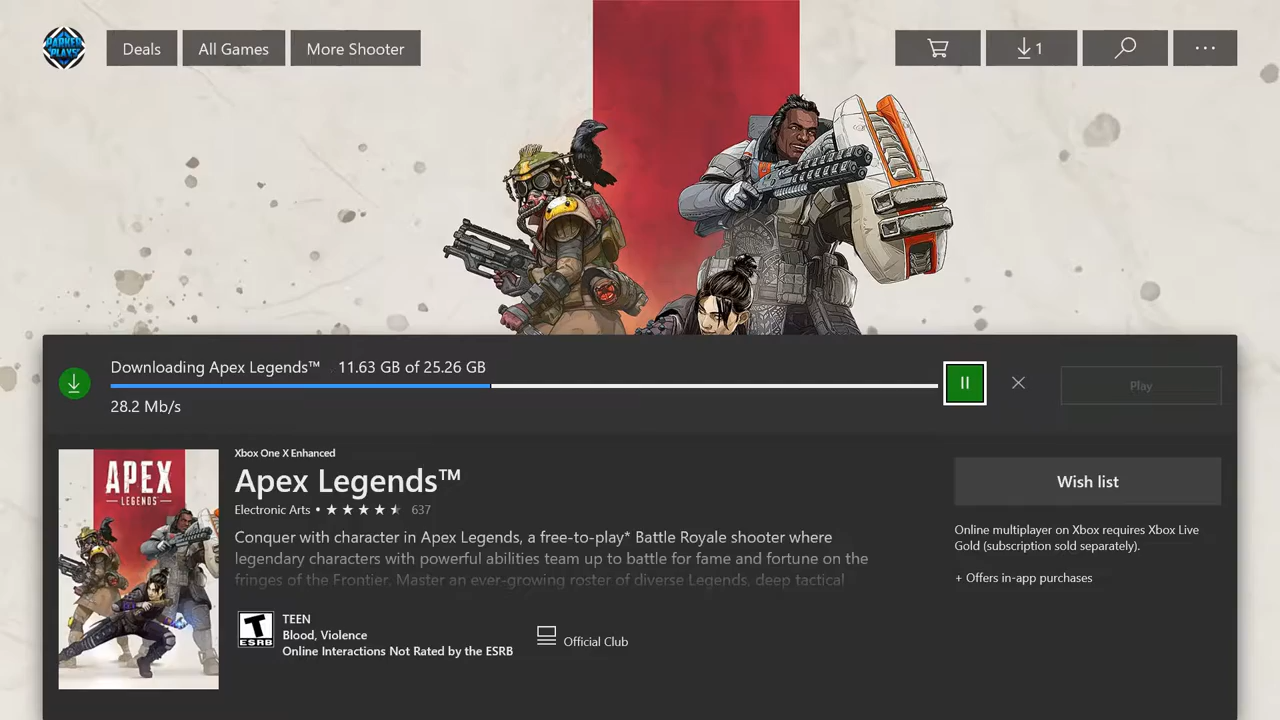 PARKER PLAYS
Deals
All Games
More Shooter
1
Downloading Apex Legends™ 11.63 GB of 25.26 GB
28.2 Mb/s
Play
APEX
LEGENDS
Xbox One X Enhanced
Apex Legends™
Electronic Arts • 637
Conquer with character in Apex Legends, a free-to-play* Battle Royale shooter where
legendary characters with powerful abilities team up to battle for fame and fortune on the
fringes of the Frontier. Master an ever-growing roster of diverse Legends, deep tactical
T
ESRB
TEEN
Blood, Violence
Online Interactions Not Rated by the ESRB
Official Club
Wish list
Online multiplayer on Xbox requires Xbox Live
Gold (subscription sold separately).
+ Offers in-app purchases